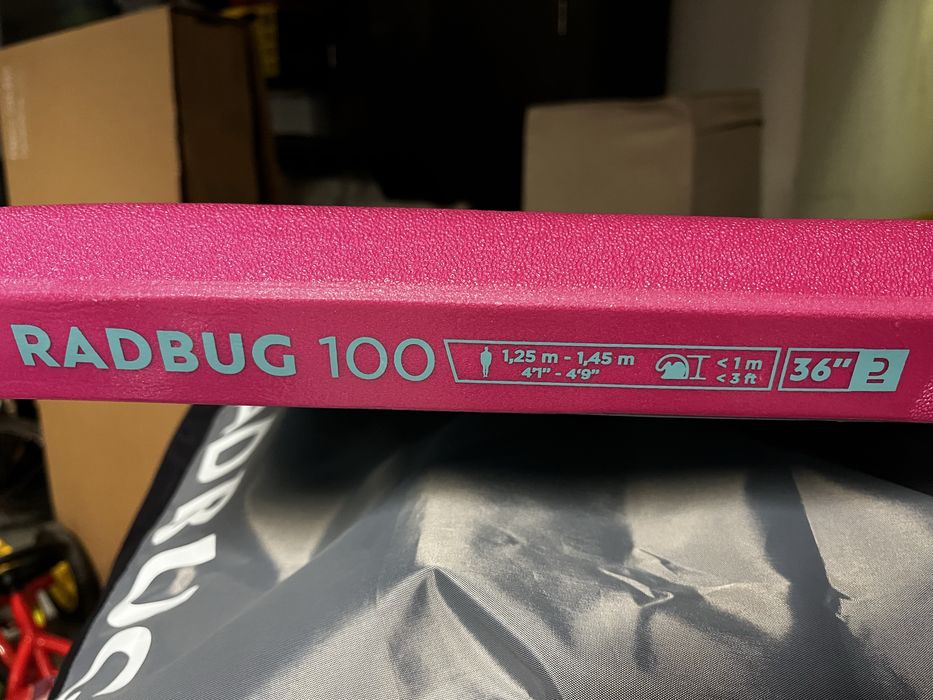 RADBUG 100
1,25 m - 1,45 m
4'1" - 4'9"
< 1 m
< 3 ft
36" 2